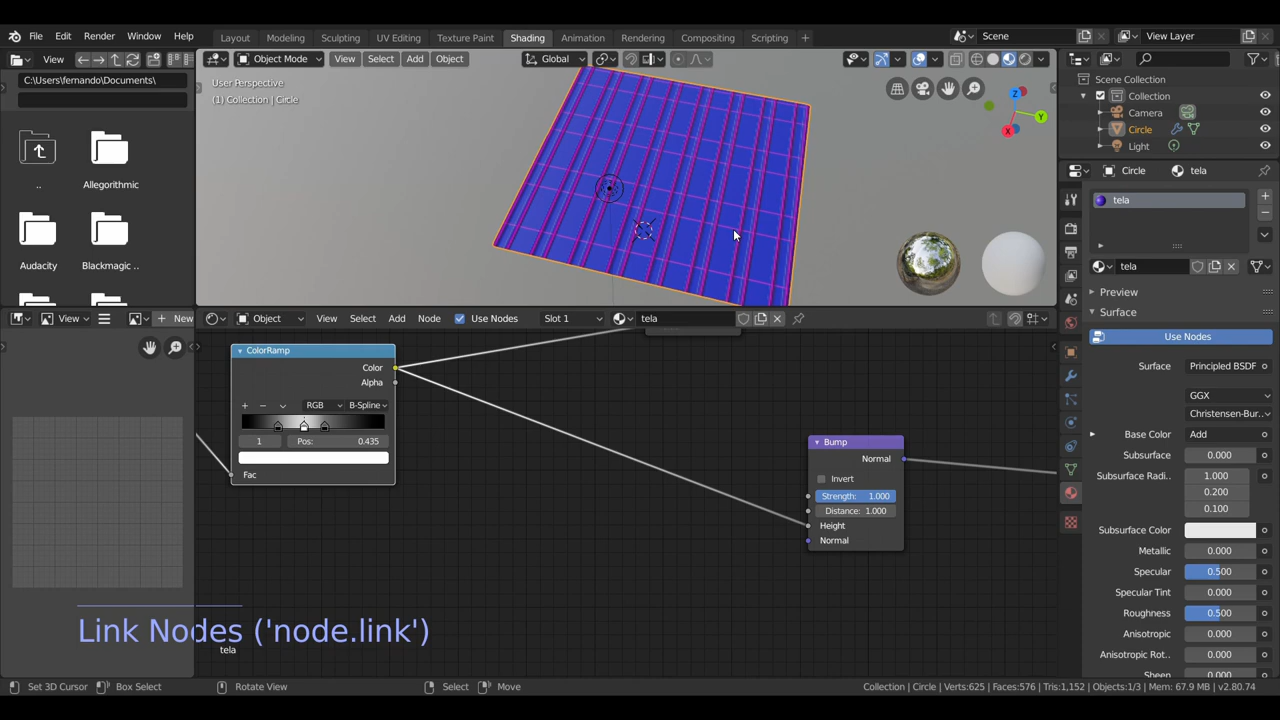 File Edit Render Window Help
Layout Modeling Sculpting UV Editing Texture Paint Shading Animation Rendering Compositing Scripting +
Scene
View Layer
View
Object Mode View Select Add Object
Global
C:\Users\fernando\Documents\
..
Allegorithmic
Audacity
Blackmagic ..
User Perspective
(1) Collection | Circle
Z
Y
X
Scene Collection
Collection
Camera
Circle
Light
Circle
tela
tela
tela
Preview
Surface
Use Nodes
Surface Principled BSDF
GGX
Christensen-Bur..
Base Color Add
Subsurface 0.000
Subsurface Radi.. 1.000
0.200
0.100
Subsurface Color
Metallic 0.000
Specular 0.500
Specular Tint 0.000
Roughness 0.500
Anisotropic 0.000
Anisotropic Rot.. 0.000
Sheen 0.000
View
New
Object View Select Add Node Use Nodes Slot 1 tela
ColorRamp
Color
Alpha
RGB B-Spline
1 Pos: 0.435
Fac
Bump
Normal
Invert
Strength: 1.000
Distance: 1.000
Height
Normal
Link Nodes ('node.link')
tela
Set 3D Cursor Box Select Rotate View Select Move
Collection | Circle | Verts:625 | Faces:576 | Tris:1,152 | Objects:1/3 | Mem: 67.9 MB | v2.80.74